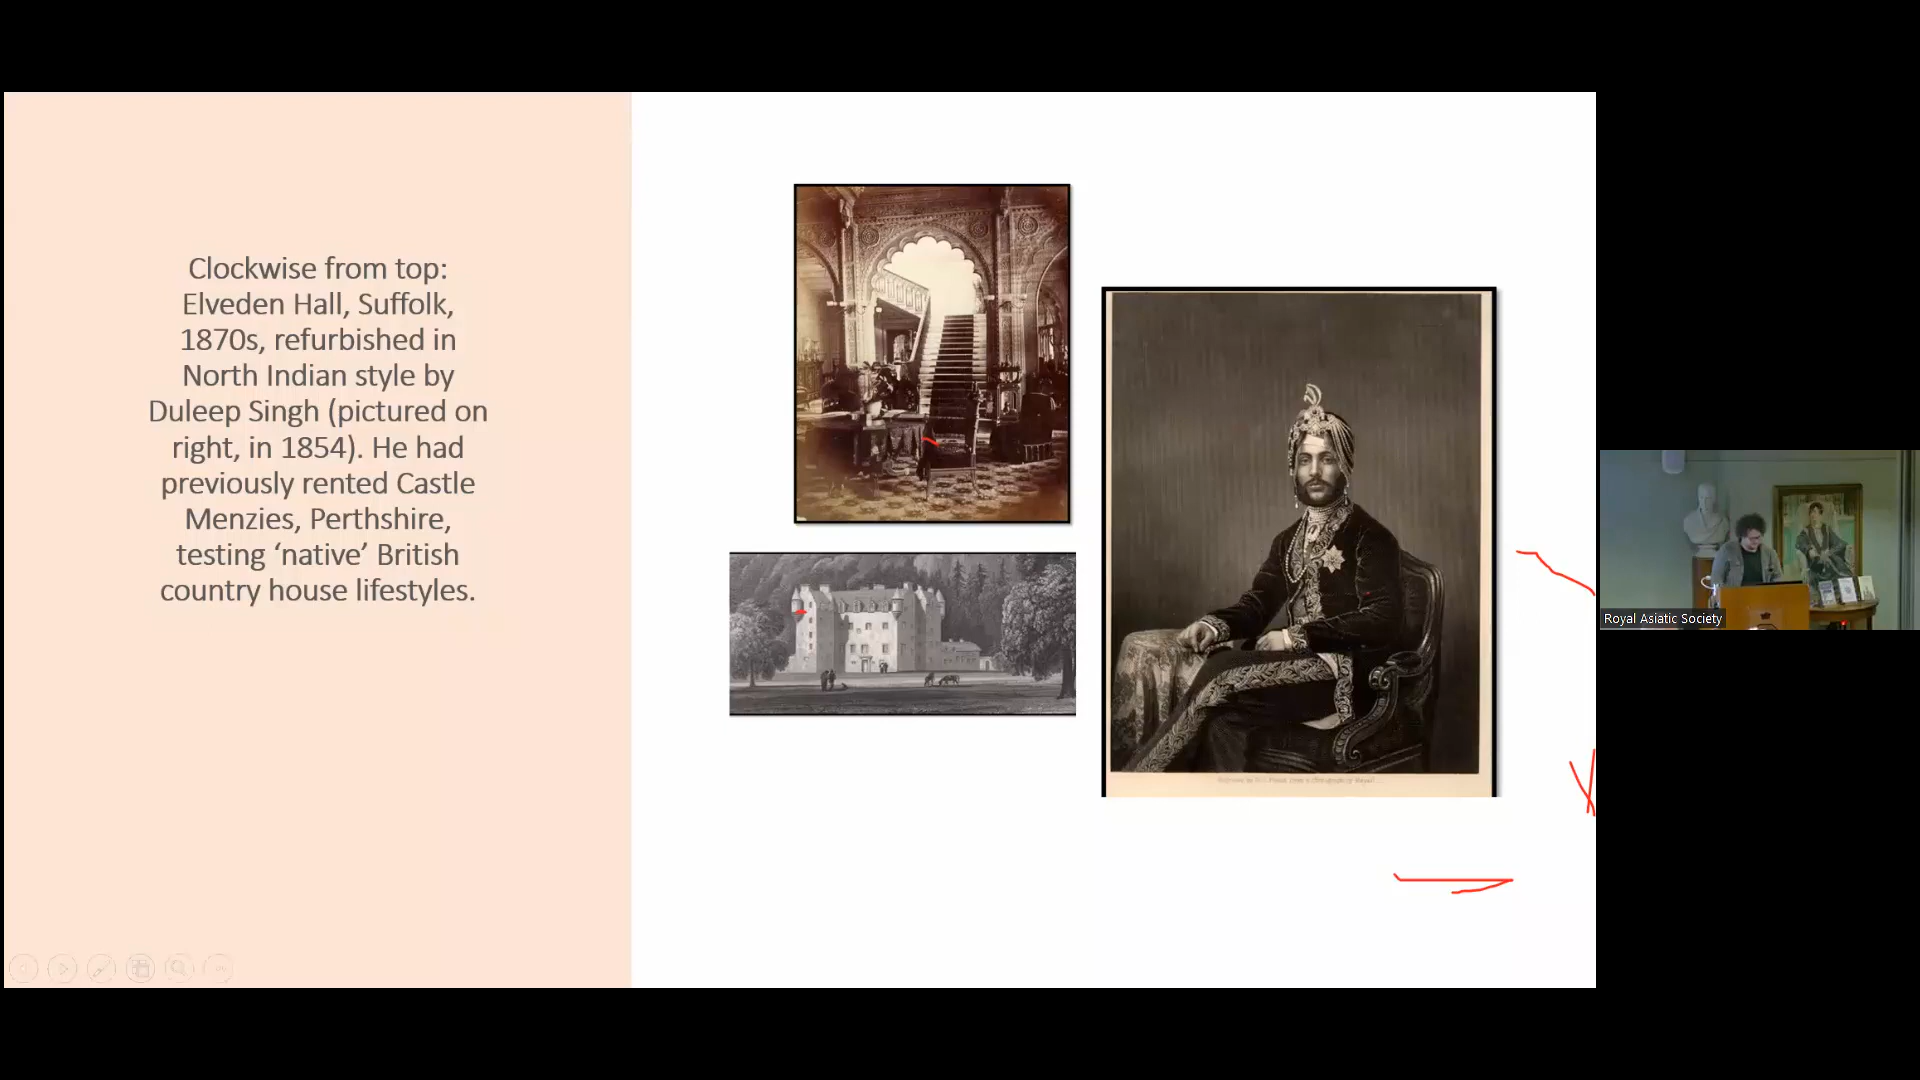 Clockwise from top:
Elveden Hall, Suffolk,
1870s, refurbished in
North Indian style by
Duleep Singh (pictured on
right, in 1854). He had
previously rented Castle
Menzies, Perthshire,
testing ‘native’ British
country house lifestyles.
Royal Asiatic Society